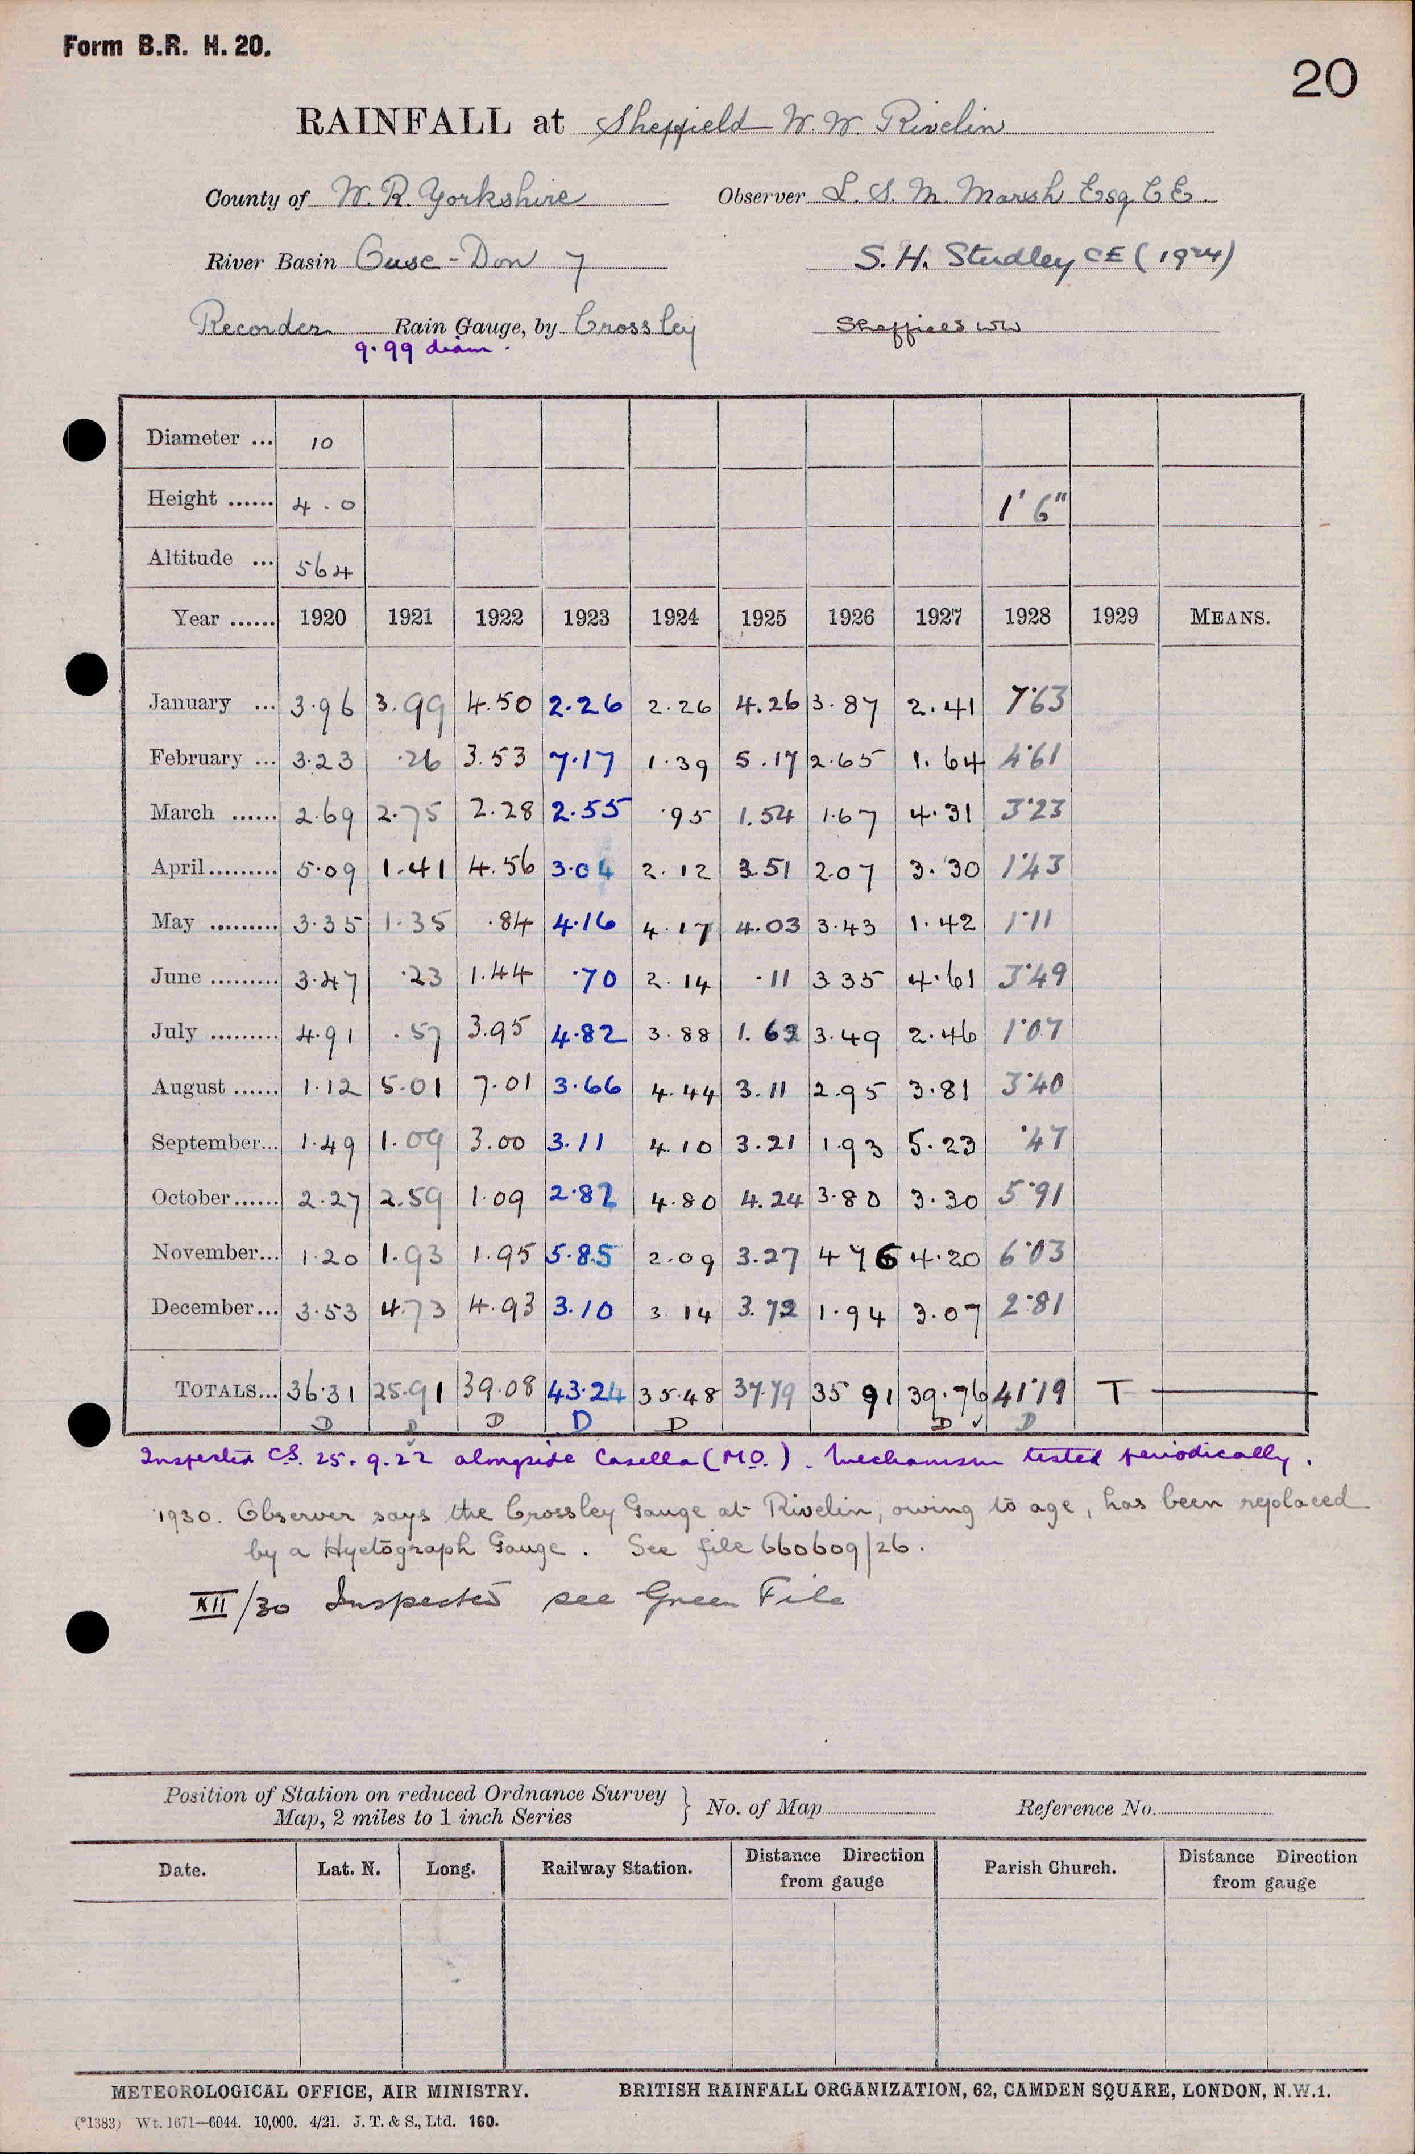 Form B.R. H. 20.
20
RAINFALL at Sheffield W. W. Rivelin
County of W. R. Yorkshire Observer L. S. M. Marsh Esq. C E.
River Basin Ouse - Don 7 S. H. Studley CE (1924)
Recorder Rain Gauge, by Crossley Sheffield WW
9.99 diam.
Diameter ... 10
Height ...... 4.0 1' 6"
Altitude ... 564
Year ...... 1920 1921 1922 1923 1924 1925 1926 1927 1928 1929 MEANS.
January ... 3.96 3.99 4.50 2.26 2.26 4.26 3.87 2.41 7.63
February ... 3.23 .26 3.53 7.17 1.39 5.17 2.65 1.64 4.61
March ...... 2.69 2.75 2.28 2.55 .95 1.54 1.67 4.31 3.23
April......... 5.09 1.41 4.56 3.04 2.12 3.51 2.07 3.30 1.43
May ......... 3.35 1.35 .84 4.16 4.17 4.03 3.43 1.42 1.11
June ......... 3.47 .23 1.44 .70 2.14 .11 3 35 4.61 3.49
July ......... 4.91 .57 3.95 4.82 3.88 1.62 3.49 2.46 1.07
August ...... 1.12 5.01 7.01 3.66 4.44 3.11 2.95 3.81 3.40
September... 1.49 1.09 3.00 3.11 4.10 3.21 1.93 5.23 .47
October...... 2.27 2.59 1.09 2.82 4.80 4.24 3.80 3.30 5.91
November... 1.20 1.93 1.95 5.85 2.09 3.27 4 76 4.20 6.03
December... 3.53 4.73 4.93 3.10 3.14 3.72 1.94 3.07 2.81
TOTALS... 36.31 25.91 39.08 43.24 35.48 37.79 35 91 39.76 41.19 T
D D D D D D ✓ D
Inspected C.S. 25.9.22 alongside Casella (M.O.). Mechanism tested periodically.
1930. Observer says the Crossley Gauge at Rivelin, owing to age, has been replaced
by a Hyetograph Gauge. See file 660609/26.
XII/30 Inspected see Green File
Position of Station on reduced Ordnance Survey
Map, 2 miles to 1 inch Series } No. of Map Reference No.
Date. Lat. N. Long. Railway Station. Distance Direction from gauge Parish Church. Distance Direction from gauge
METEOROLOGICAL OFFICE, AIR MINISTRY. BRITISH RAINFALL ORGANIZATION, 62, CAMDEN SQUARE, LONDON, N.W.1.
(*1383) Wt. 1671—6044. 10,000. 4/21. J. T. & S., Ltd. 160.